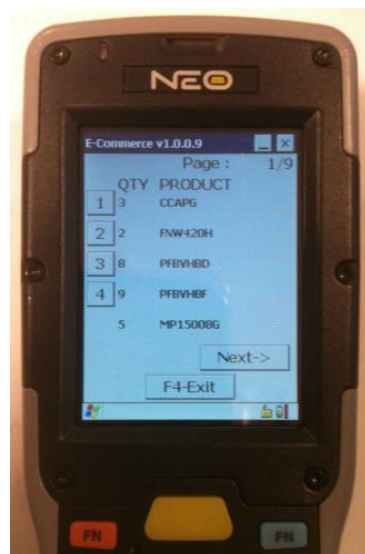 NEO
E-Commerce v1.0.0.9
Page : 1/9
QTY PRODUCT
1 3 CCAPG
2 2 FNW420H
3 8 PFBVHBD
4 9 PFBVHBF
5 MP15008G
Next->
F4-Exit
FN FN